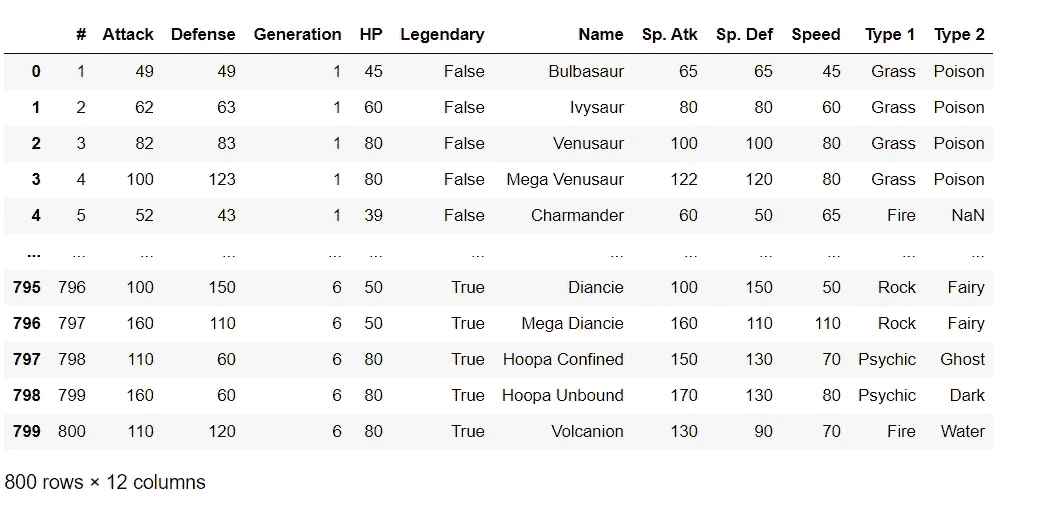 # Attack Defense Generation HP Legendary Name Sp. Atk Sp. Def Speed Type 1 Type 2
0 1 49 49 1 45 False Bulbasaur 65 65 45 Grass Poison
1 2 62 63 1 60 False Ivysaur 80 80 60 Grass Poison
2 3 82 83 1 80 False Venusaur 100 100 80 Grass Poison
3 4 100 123 1 80 False Mega Venusaur 122 120 80 Grass Poison
4 5 52 43 1 39 False Charmander 60 50 65 Fire NaN
... ... ... ... ... ... ... ... ... ... ... ... ...
795 796 100 150 6 50 True Diancie 100 150 50 Rock Fairy
796 797 160 110 6 50 True Mega Diancie 160 110 110 Rock Fairy
797 798 110 60 6 80 True Hoopa Confined 150 130 70 Psychic Ghost
798 799 160 60 6 80 True Hoopa Unbound 170 130 80 Psychic Dark
799 800 110 120 6 80 True Volcanion 130 90 70 Fire Water
800 rows × 12 columns